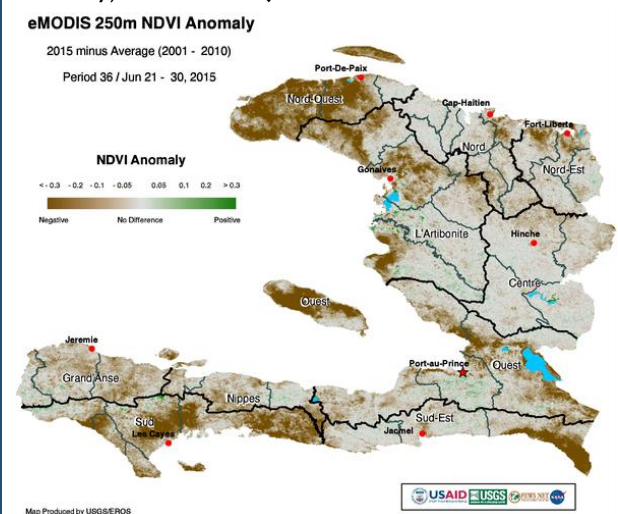 eMODIS 250m NDVI Anomaly
2015 minus Average (2001 - 2010)
Period 36 / Jun 21 - 30, 2015
NDVI Anomaly
< - 0.3 -0.2 -0.1 -0.05 0.05 0.1 0.2 > 0.3
Negative No Difference Positive
Port-De-Paix
Nord-Ouest
Cap-Haitien
Fort-Liberte
Nord
Nord-Est
Gonaives
L'Artibonite
Hinche
Centre
Ouest
Jeremie
Grand Anse
Port-au-Prince
Ouest
Nippes
Sud
Les Cayes
Sud-Est
Jacmel
USAID
USGS
FEWS NET
NASA
Map Produced by USGS/EROS